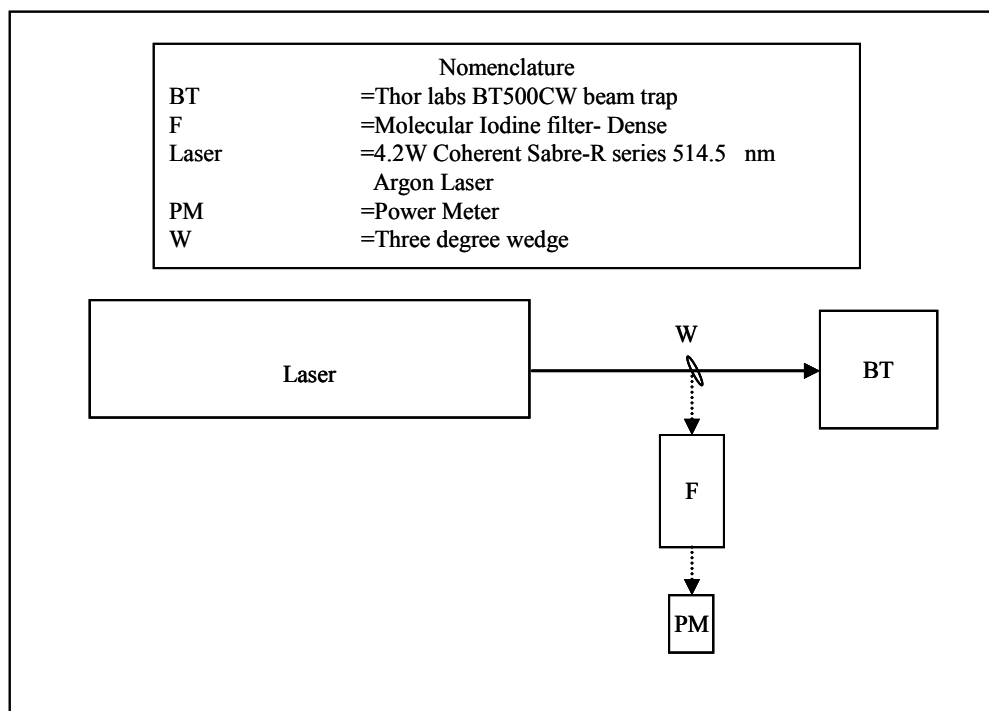 Nomenclature
BT =Thor labs BT500CW beam trap
F =Molecular Iodine filter- Dense
Laser =4.2W Coherent Sabre-R series 514.5 nm
Argon Laser
PM =Power Meter
W =Three degree wedge
W
Laser
BT
F
PM